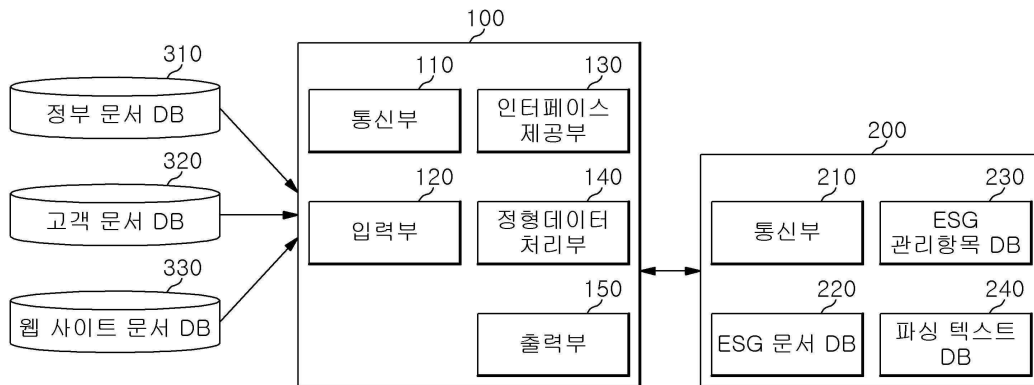 100
310
정부 문서 DB
320
고객 문서 DB
330
웹 사이트 문서 DB
110
통신부
130
인터페이스
제공부
120
입력부
140
정형데이터
처리부
150
출력부
200
210
통신부
230
ESG
관리항목 DB
220
ESG 문서 DB
240
파싱 텍스트
DB